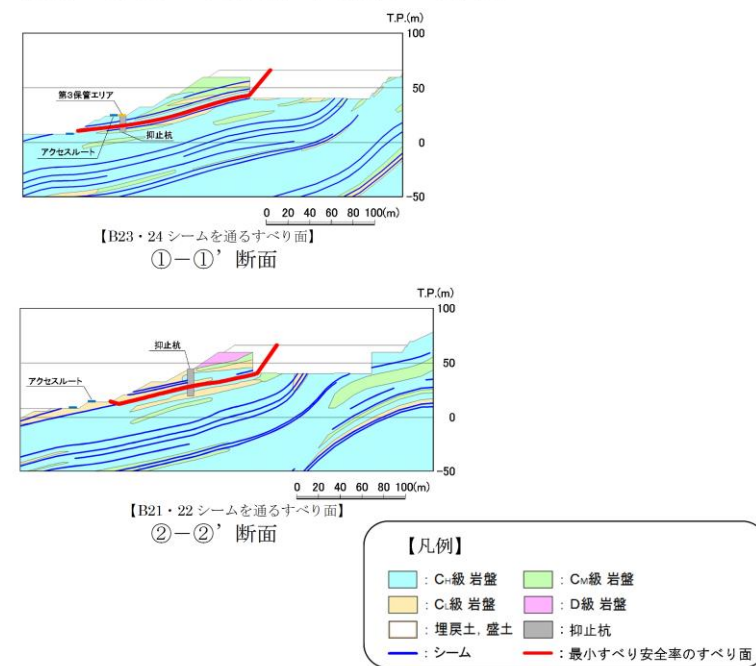 T.P.(m)
100
50
第3保管エリア
0
抑止杭
アクセスルート
-50
0 20 40 60 80 100(m)
【B23・24 シームを通るすべり面】
①－①’ 断面
T.P.(m)
100
抑止杭
50
アクセスルート
0
-50
0 20 40 60 80 100(m)
【B21・22 シームを通るすべり面】
②－②’ 断面
【凡例】
：CH級 岩盤 ：CM級 岩盤
：CL級 岩盤 ：D級 岩盤
：埋戻土, 盛土 ：抑止杭
：シーム ：最小すべり安全率のすべり面